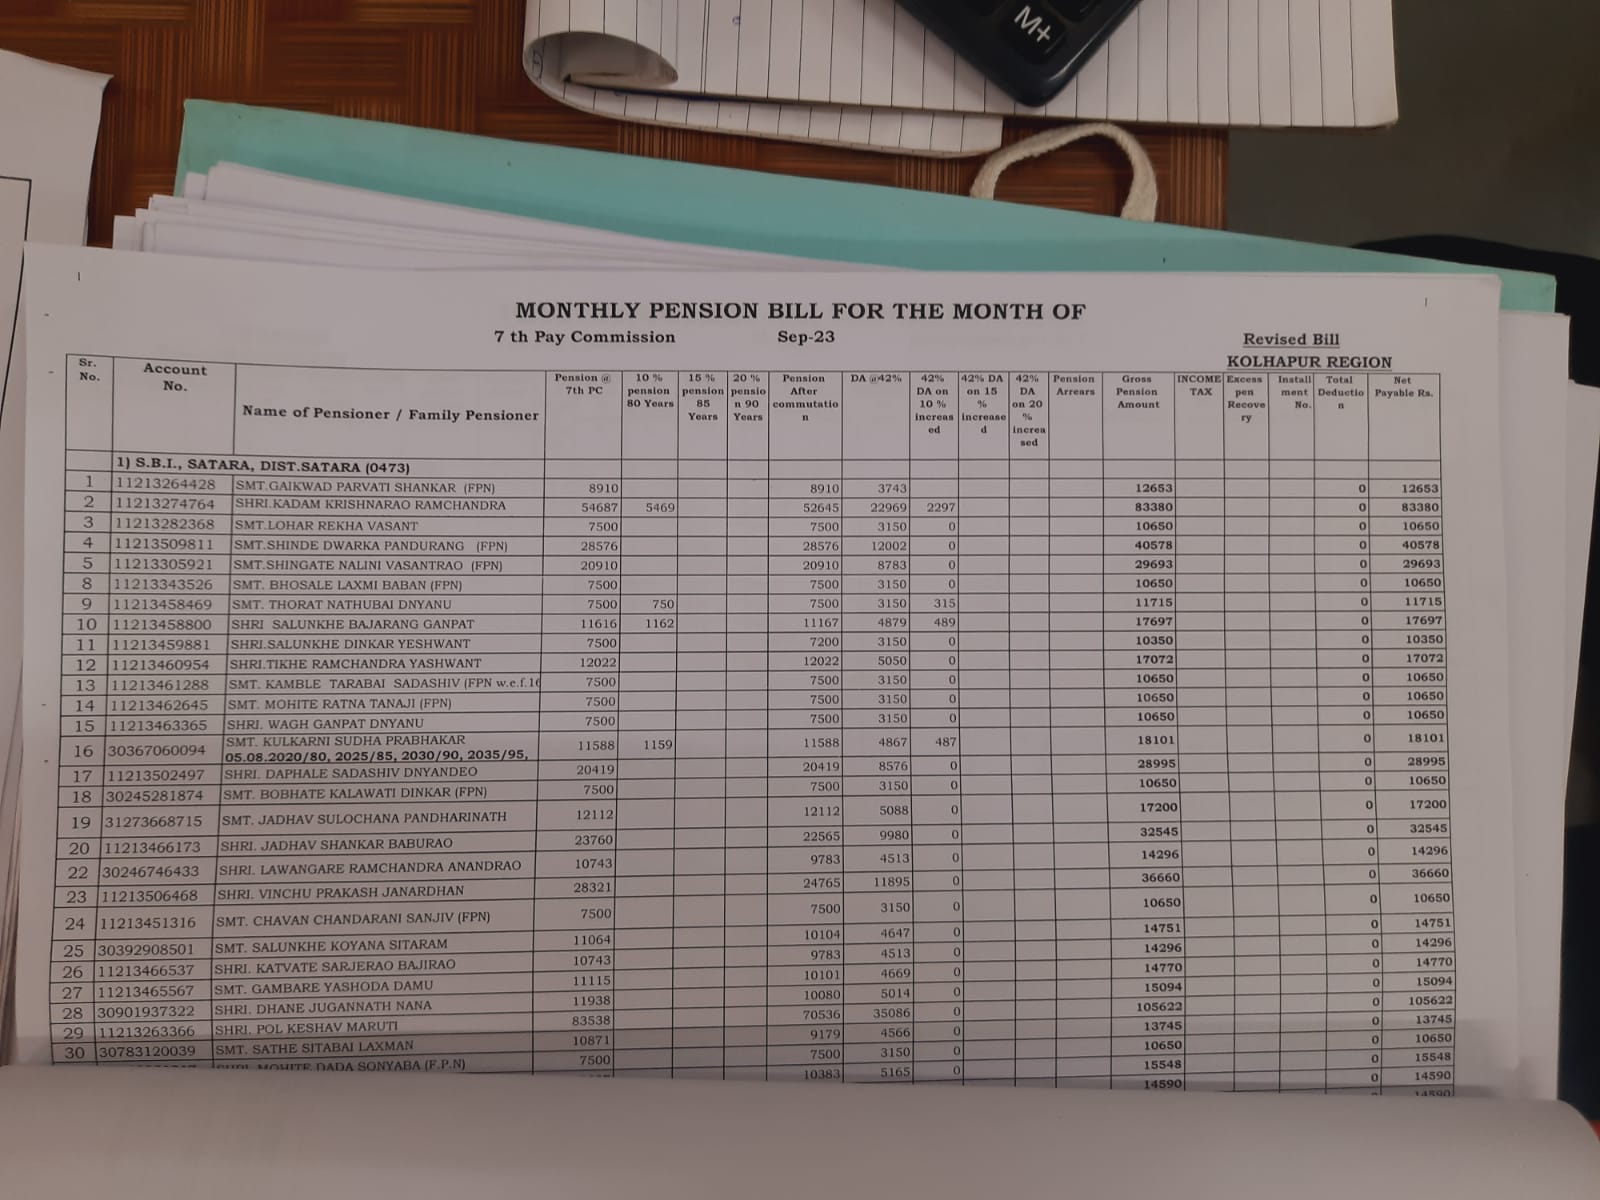 M+
MONTHLY PENSION BILL FOR THE MONTH OF
7 th Pay Commission Sep-23 Revised Bill
KOLHAPUR REGION
Sr. No. Account No. Name of Pensioner / Family Pensioner Pension @ 7th PC 10 % pension 80 Years 15 % pension 85 Years 20 % pensio n 90 Years Pension After commutatio n DA @42% 42% DA on 10 % increas ed 42% DA on 15 % increase d 42% DA on 20 % increa sed Pension Arrears Gross Pension Amount INCOME TAX Excess pen Recove ry Install ment No. Total Deductio n Net Payable Rs.
1) S.B.I., SATARA, DIST.SATARA (0473)
1 11213264428 SMT.GAIKWAD PARVATI SHANKAR (FPN) 8910 8910 3743 12653 0 12653
2 11213274764 SHRI.KADAM KRISHNARAO RAMCHANDRA 54687 5469 52645 22969 2297 83380 0 83380
3 11213282368 SMT.LOHAR REKHA VASANT 7500 7500 3150 0 10650 0 10650
4 11213509811 SMT.SHINDE DWARKA PANDURANG (FPN) 28576 28576 12002 0 40578 0 40578
5 11213305921 SMT.SHINGATE NALINI VASANTRAO (FPN) 20910 20910 8783 0 29693 0 29693
8 11213343526 SMT. BHOSALE LAXMI BABAN (FPN) 7500 7500 3150 0 10650 0 10650
9 11213458469 SMT. THORAT NATHUBAI DNYANU 7500 750 7500 3150 315 11715 0 11715
10 11213458800 SHRI SALUNKHE BAJARANG GANPAT 11616 1162 11167 4879 489 17697 0 17697
11 11213459881 SHRI.SALUNKHE DINKAR YESHWANT 7500 7200 3150 0 10350 0 10350
12 11213460954 SHRI.TIKHE RAMCHANDRA YASHWANT 12022 12022 5050 0 17072 0 17072
13 11213461288 SMT. KAMBLE TARABAI SADASHIV (FPN w.e.f.16 7500 7500 3150 0 10650 0 10650
14 11213462645 SMT. MOHITE RATNA TANAJI (FPN) 7500 7500 3150 0 10650 0 10650
15 11213463365 SHRI. WAGH GANPAT DNYANU 7500 7500 3150 0 10650 0 10650
16 30367060094 SMT. KULKARNI SUDHA PRABHAKAR 11588 1159 11588 4867 487 18101 0 18101
05.08.2020/80, 2025/85, 2030/90, 2035/95,
17 11213502497 SHRI. DAPHALE SADASHIV DNYANDEO 20419 20419 8576 0 28995 0 28995
18 30245281874 SMT. BOBHATE KALAWATI DINKAR (FPN) 7500 7500 3150 0 10650 0 10650
19 31273668715 SMT. JADHAV SULOCHANA PANDHARINATH 12112 12112 5088 0 17200 0 17200
20 11213466173 SHRI. JADHAV SHANKAR BABURAO 23760 22565 9980 0 32545 0 32545
22 30246746433 SHRI. LAWANGARE RAMCHANDRA ANANDRAO 10743 9783 4513 0 14296 0 14296
23 11213506468 SHRI. VINCHU PRAKASH JANARDHAN 28321 24765 11895 0 36660 0 36660
24 11213451316 SMT. CHAVAN CHANDARANI SANJIV (FPN) 7500 7500 3150 0 10650 0 10650
25 30392908501 SMT. SALUNKHE KOYANA SITARAM 11064 10104 4647 0 14751 0 14751
26 11213466537 SHRI. KATVATE SARJERAO BAJIRAO 10743 9783 4513 0 14296 0 14296
27 11213465567 SMT. GAMBARE YASHODA DAMU 11115 10101 4669 0 14770 0 14770
28 30901937322 SHRI. DHANE JUGANNATH NANA 11938 10080 5014 0 15094 0 15094
29 11213263366 SHRI. POL KESHAV MARUTI 83538 70536 35086 0 105622 0 105622
30 30783120039 SMT. SATHE SITABAI LAXMAN 10871 9179 4566 0 13745 0 13745
SHRI. MOHITE DADA SONYABA (F.P.N) 7500 7500 3150 0 10650 0 10650
10383 5165 0 15548 0 15548
14590 0 14590
14590